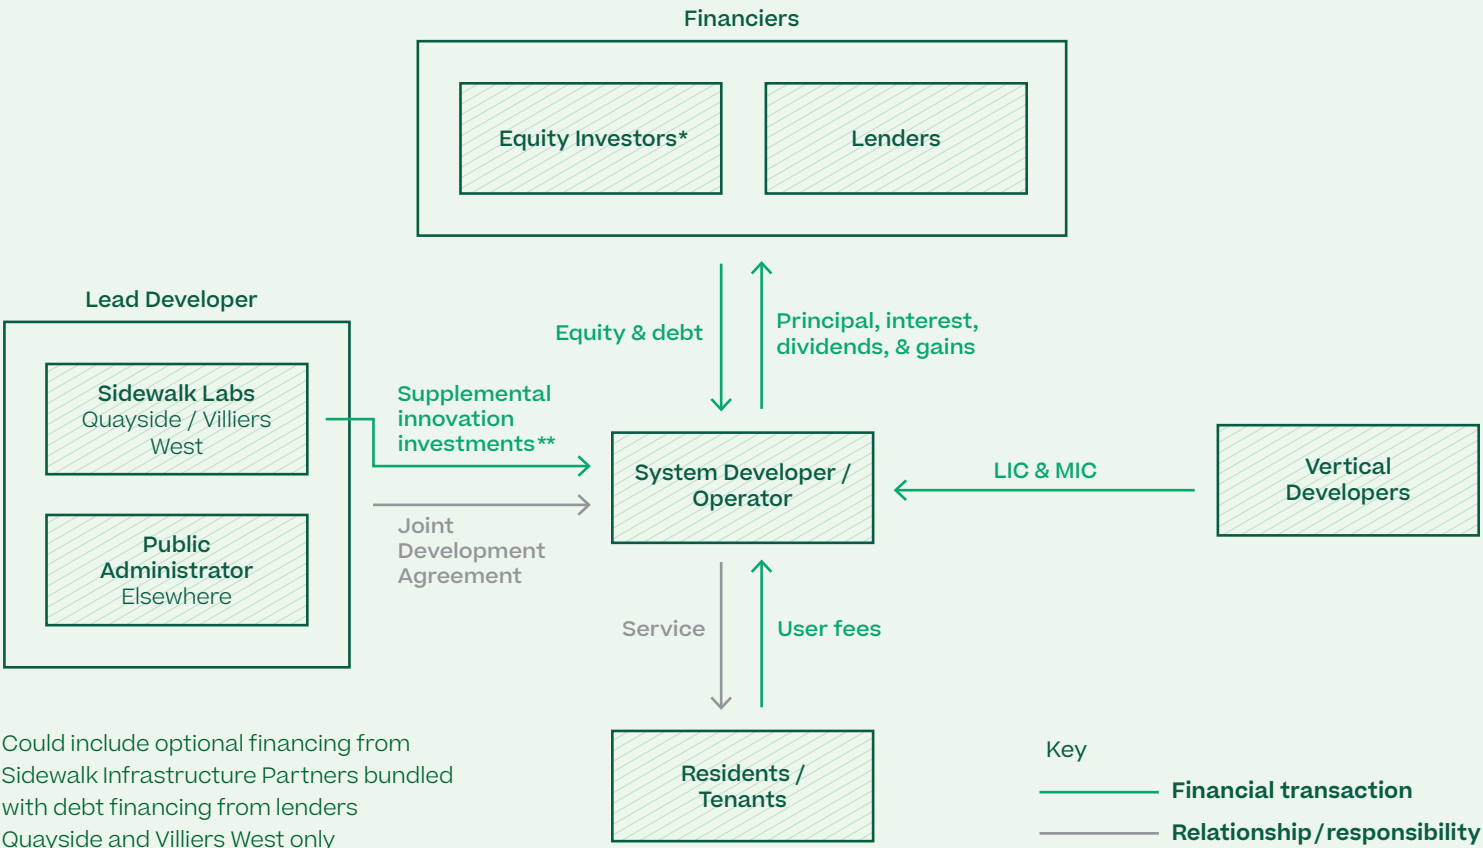 Financiers
Equity Investors*
Lenders
Lead Developer
Sidewalk Labs
Quayside / Villiers
West
Public
Administrator
Elsewhere
Equity & debt
Principal, interest,
dividends, & gains
Supplemental
innovation
investments**
Joint
Development
Agreement
System Developer /
Operator
LIC & MIC
Vertical
Developers
Service
User fees
Residents /
Tenants
Could include optional financing from
Sidewalk Infrastructure Partners bundled
with debt financing from lenders
Quayside and Villiers West only
Key
Financial transaction
Relationship/responsibility